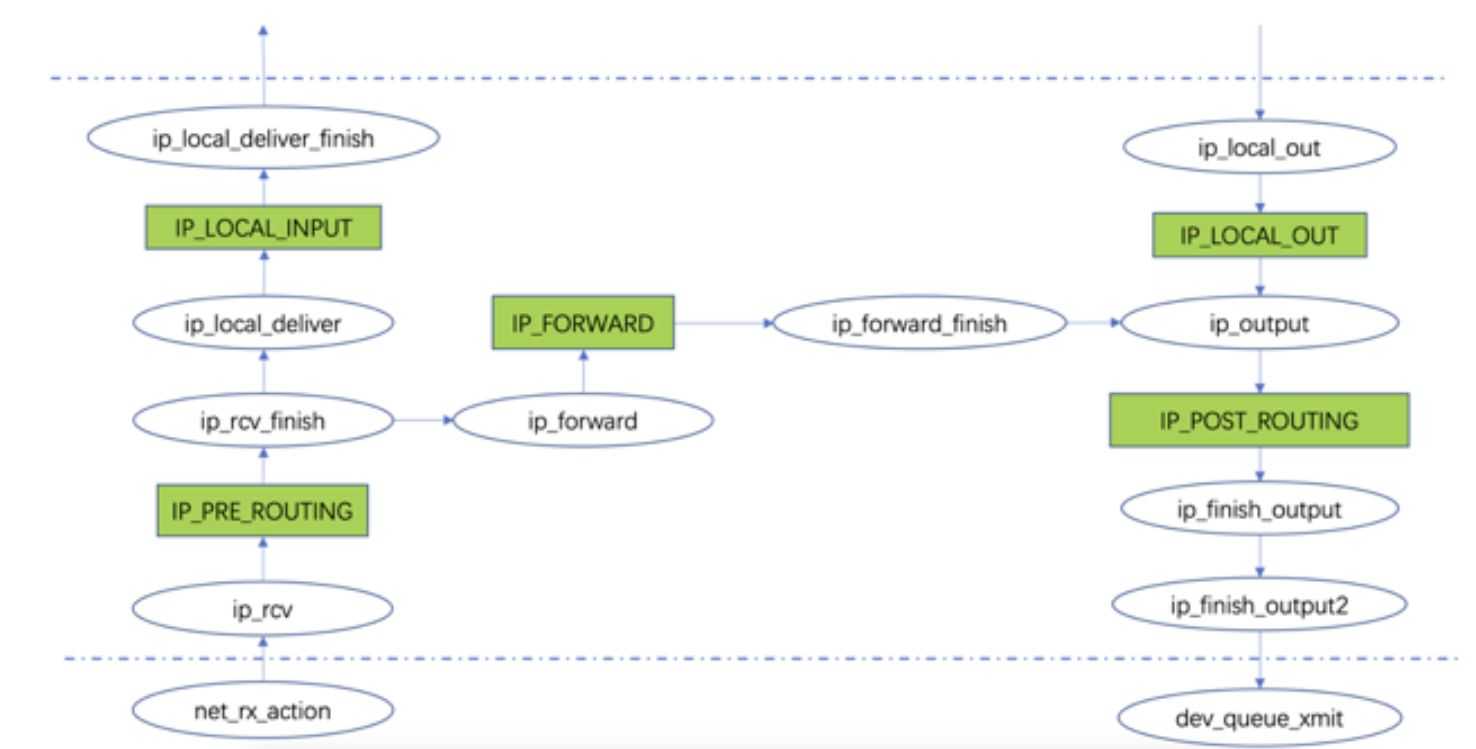 ip_local_deliver_finish
ip_local_out
IP_LOCAL_INPUT
IP_LOCAL_OUT
ip_local_deliver
IP_FORWARD
ip_forward_finish
ip_output
ip_rcv_finish
ip_forward
IP_POST_ROUTING
IP_PRE_ROUTING
ip_finish_output
ip_rcv
ip_finish_output2
net_rx_action
dev_queue_xmit